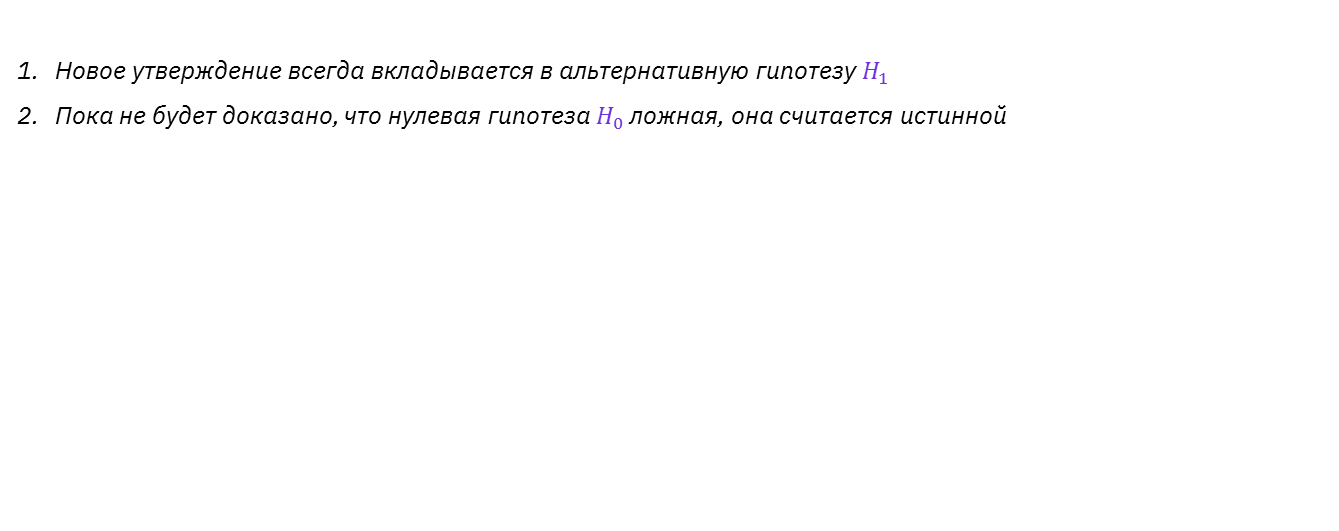 1. Новое утверждение всегда вкладывается в альтернативную гипотезу H₁
2. Пока не будет доказано, что нулевая гипотеза H₀ ложная, она считается истинной